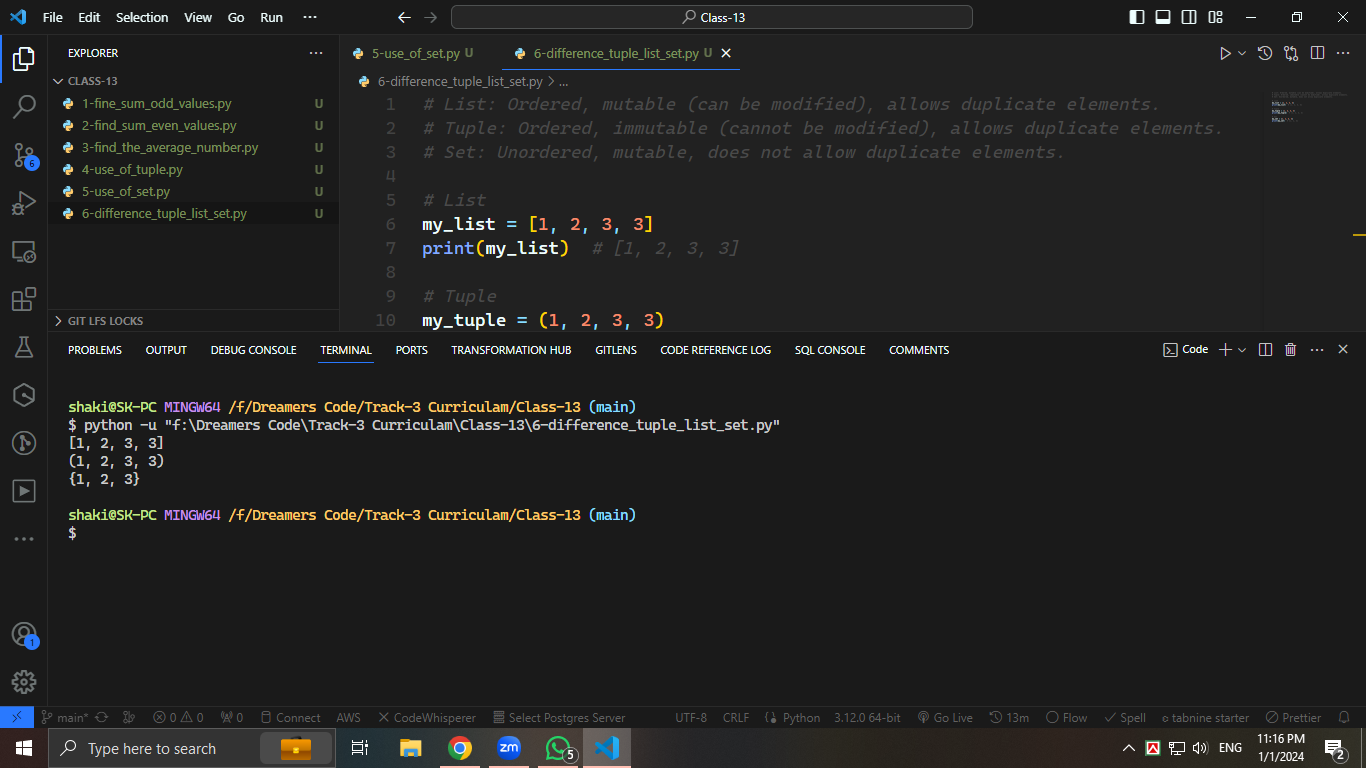 File Edit Selection View Go Run ···
Class-13
EXPLORER
CLASS-13
1-fine_sum_odd_values.py U
2-find_sum_even_values.py U
3-find_the_average_number.py U
4-use_of_tuple.py U
5-use_of_set.py U
6-difference_tuple_list_set.py U
GIT LFS LOCKS
5-use_of_set.py U
6-difference_tuple_list_set.py U
6-difference_tuple_list_set.py > ...
1 # List: Ordered, mutable (can be modified), allows duplicate elements.
2 # Tuple: Ordered, immutable (cannot be modified), allows duplicate elements.
3 # Set: Unordered, mutable, does not allow duplicate elements.
4
5 # List
6 my_list = [1, 2, 3, 3]
7 print(my_list) # [1, 2, 3, 3]
8
9 # Tuple
10 my_tuple = (1, 2, 3, 3)
PROBLEMS OUTPUT DEBUG CONSOLE TERMINAL PORTS TRANSFORMATION HUB GITLENS CODE REFERENCE LOG SQL CONSOLE COMMENTS
Code
shaki@SK-PC MINGW64 /f/Dreamers Code/Track-3 Curriculam/Class-13 (main)
$ python -u "f:\Dreamers Code\Track-3 Curriculam\Class-13\6-difference_tuple_list_set.py"
[1, 2, 3, 3]
(1, 2, 3, 3)
{1, 2, 3}
shaki@SK-PC MINGW64 /f/Dreamers Code/Track-3 Curriculam/Class-13 (main)
$
6
1
main* 0 0 0 Connect AWS CodeWhisperer Select Postgres Server UTF-8 CRLF Python 3.12.0 64-bit Go Live 13m Flow Spell tabnine starter Prettier
Type here to search
zm
5
ENG
11:16 PM
1/1/2024
2